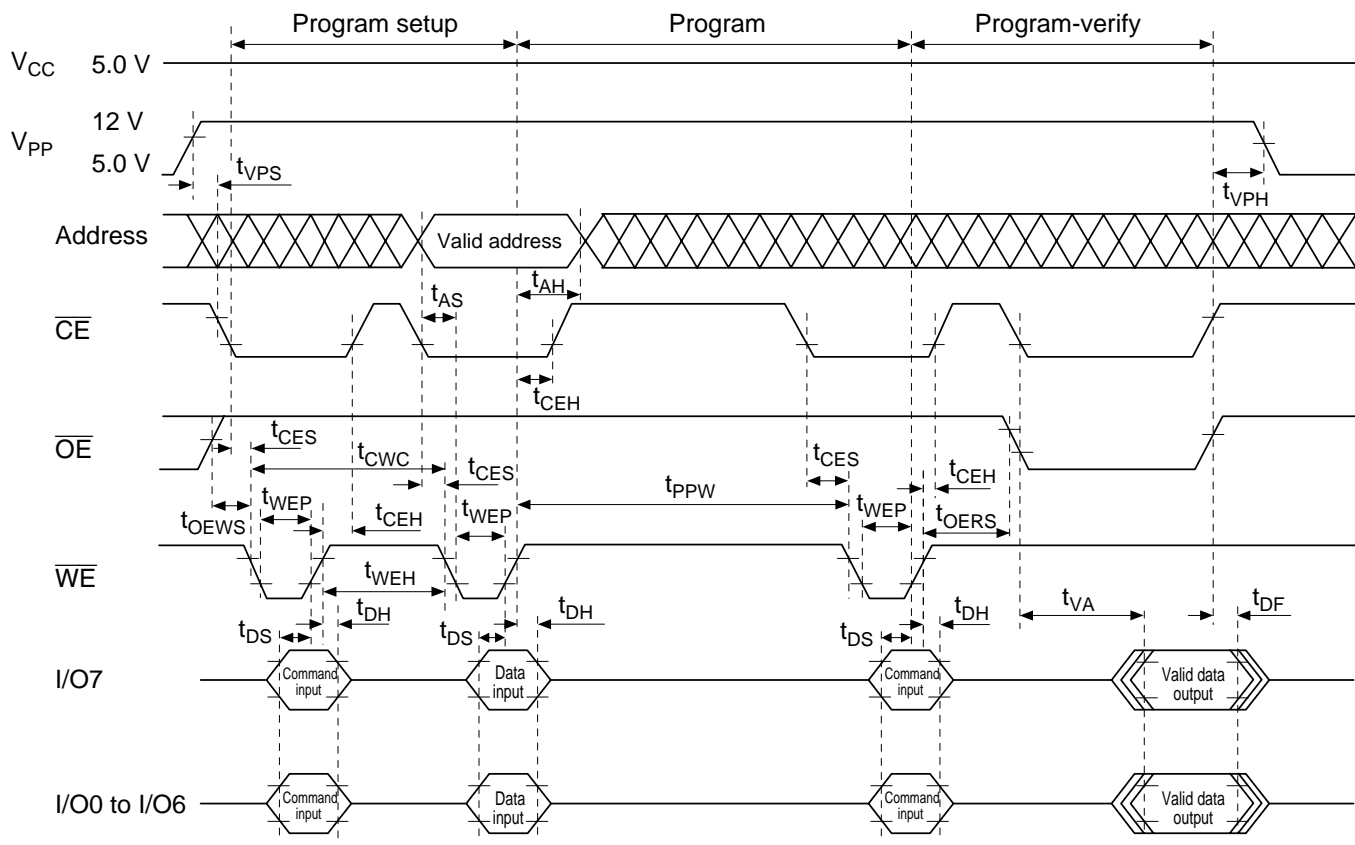 Program setup Program Program-verify
VCC 5.0 V
12 V
VPP
5.0 V
tVPS
tVPH
Address Valid address
tAS tAH
CE
tCEH
OE
tCES
tCWC tCES tCES tCEH
tPPW
tOEWS tWEP tCEH tWEP tWEP tOERS
WE
tWEH
tDS tDH tDS tDH tDS tDH tVA tDF
I/O7 Command input Data input Command input Valid data output
I/O0 to I/O6 Command input Data input Command input Valid data output